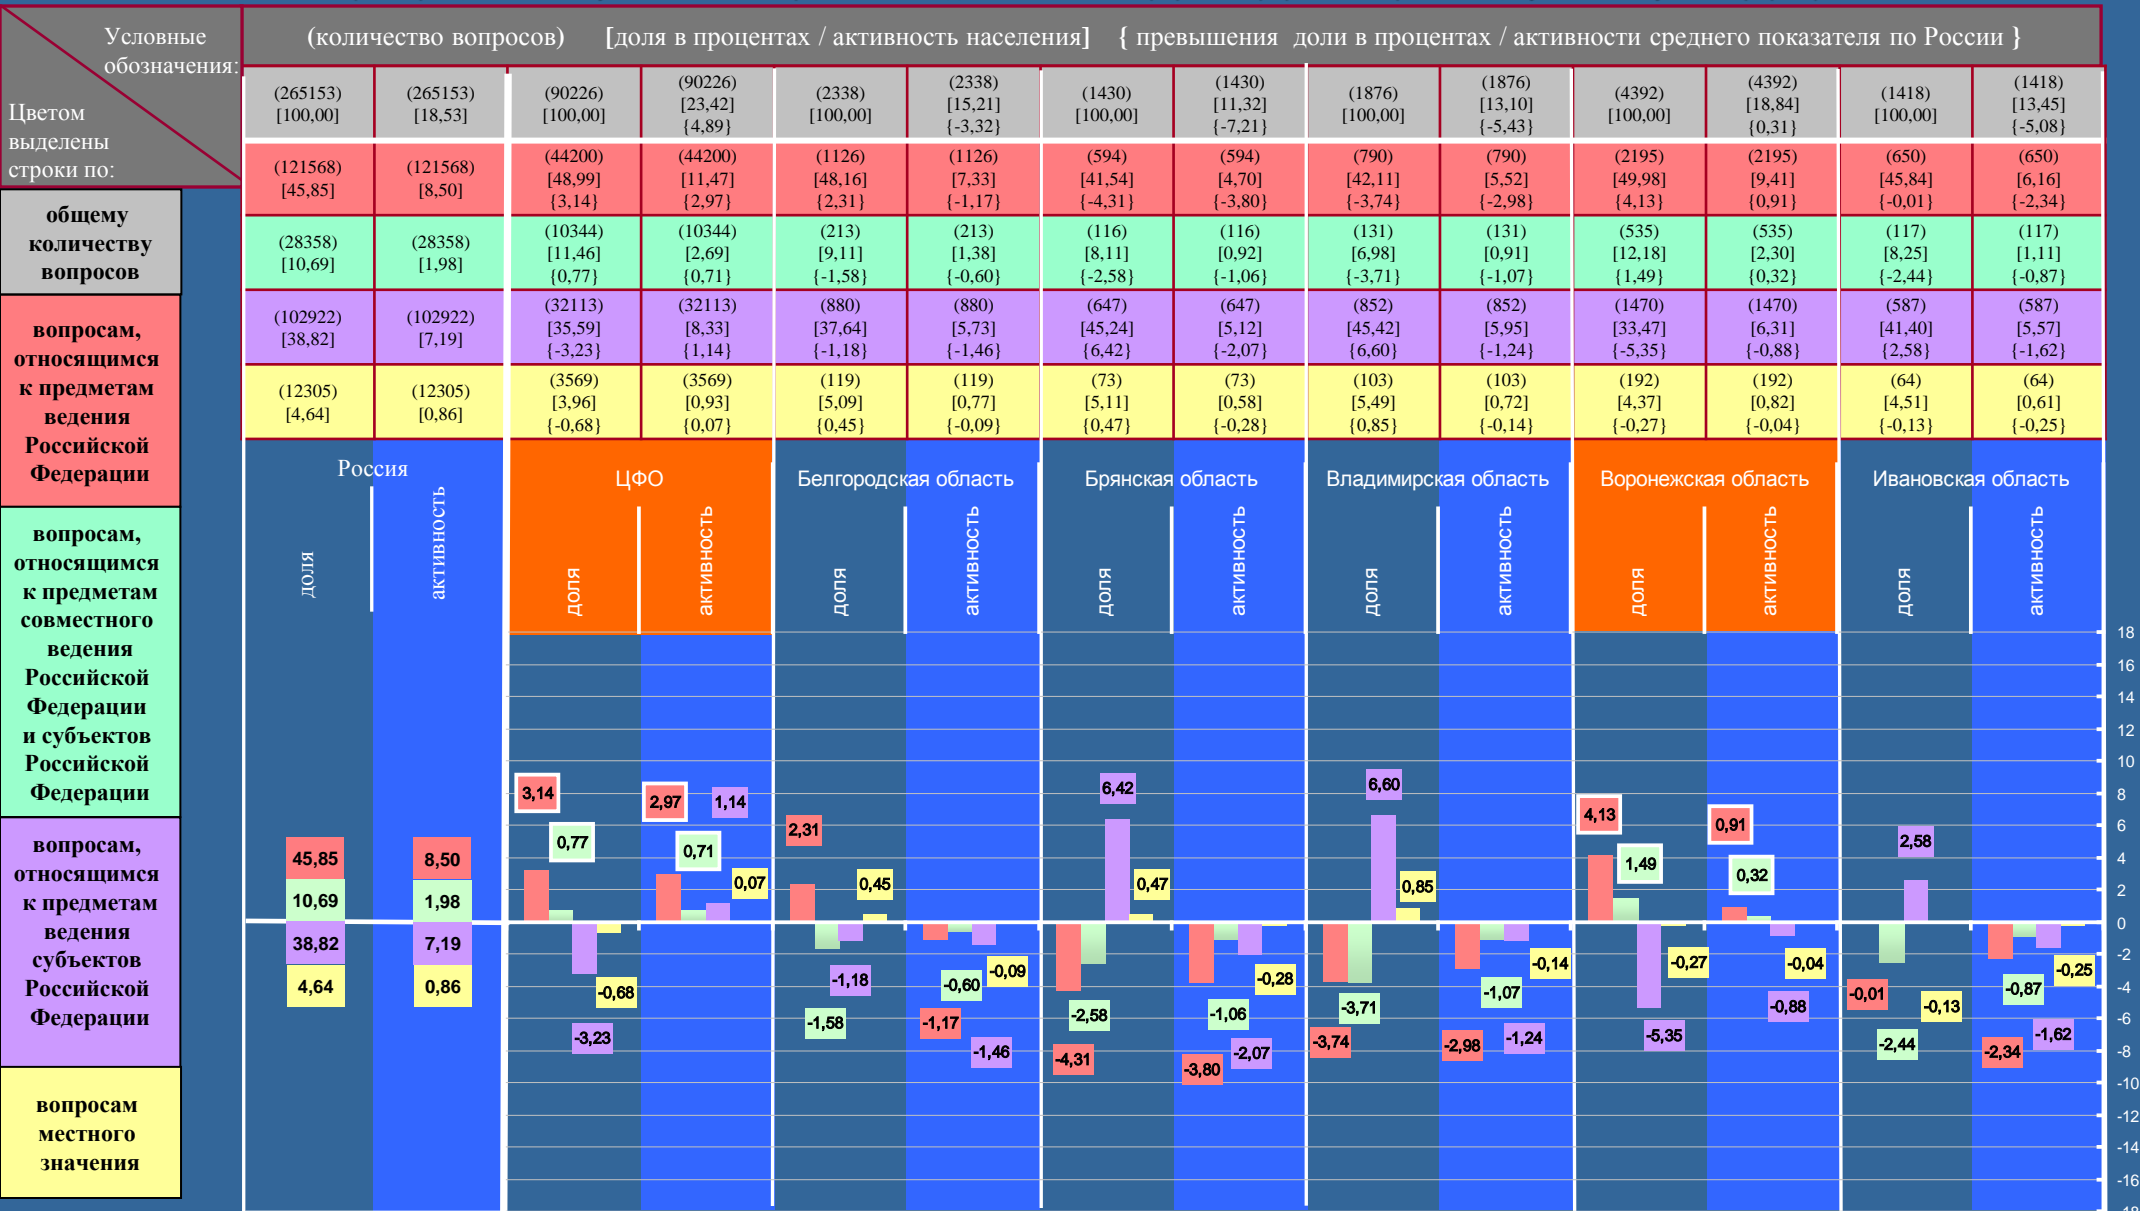 Условные
обозначения:
Цветом
выделены
строки по:
(количество вопросов) [доля в процентах / активность населения] { превышения доли в процентах / активности среднего показателя по России }
(265153) (265153) (90226) (90226) (2338) (2338) (1430) (1430) (1876) (1876) (4392) (4392) (1418) (1418)
[100,00] [18,53] [100,00] [23,42] [100,00] [15,21] [100,00] [11,32] [100,00] [13,10] [100,00] [18,84] [100,00] [13,45]
{4,89} {-3,32} {-7,21} {-5,43} {0,31} {-5,08}
(121568) (121568) (44200) (44200) (1126) (1126) (594) (594) (790) (790) (2195) (2195) (650) (650)
[45,85] [8,50] [48,99] [11,47] [48,16] [7,33] [41,54] [4,70] [42,11] [5,52] [49,98] [9,41] [45,84] [6,16]
{3,14} {2,97} {2,31} {-1,17} {-4,31} {-3,80} {-3,74} {-2,98} {4,13} {0,91} {-0,01} {-2,34}
(28358) (28358) (10344) (10344) (213) (213) (116) (116) (131) (131) (535) (535) (117) (117)
[10,69] [1,98] [11,46] [2,69] [9,11] [1,38] [8,11] [0,92] [6,98] [0,91] [12,18] [2,30] [8,25] [1,11]
{0,77} {0,71} {-1,58} {-0,60} {-2,58} {-1,06} {-3,71} {-1,07} {1,49} {0,32} {-2,44} {-0,87}
(102922) (102922) (32113) (32113) (880) (880) (647) (647) (852) (852) (1470) (1470) (587) (587)
[38,82] [7,19] [35,59] [8,33] [37,64] [5,73] [45,24] [5,12] [45,42] [5,95] [33,47] [6,31] [41,40] [5,57]
{-3,23} {1,14} {-1,18} {-1,46} {6,42} {-2,07} {6,60} {-1,24} {-5,35} {-0,88} {2,58} {-1,62}
(12305) (12305) (3569) (3569) (119) (119) (73) (73) (103) (103) (192) (192) (64) (64)
[4,64] [0,86] [3,96] [0,93] [5,09] [0,77] [5,11] [0,58] [5,49] [0,72] [4,37] [0,82] [4,51] [0,61]
{-0,68} {0,07} {0,45} {-0,09} {0,47} {-0,28} {0,85} {-0,14} {-0,27} {-0,04} {-0,13} {-0,25}
общему
количеству
вопросов
вопросам,
относящимся
к предметам
ведения
Российской
Федерации
вопросам,
относящимся
к предметам
совместного
ведения
Российской
Федерации
и субъектов
Российской
Федерации
вопросам,
относящимся
к предметам
ведения
субъектов
Российской
Федерации
вопросам
местного
значения
Россия
доля
активность
45,85 8,50
10,69 1,98
38,82 7,19
4,64 0,86
ЦФО
доля
активность
3,14
0,77
-3,23
-0,68
2,97
0,71
1,14
0,07
Белгородская область
доля
активность
2,31
-1,58
-1,18
0,45
-1,17
-0,60
-1,46
-0,09
Брянская область
доля
активность
-4,31
-2,58
6,42
0,47
-3,80
-1,06
-2,07
-0,28
Владимирская область
доля
активность
-3,74
-3,71
6,60
0,85
-2,98
-1,07
-1,24
-0,14
Воронежская область
доля
активность
4,13
1,49
-5,35
-0,27
0,91
0,32
-0,88
-0,04
Ивановская область
доля
активность
-0,01
-2,44
2,58
-0,13
-2,34
-0,87
-1,62
-0,25
18
16
14
12
10
8
6
4
2
0
-2
-4
-6
-8
-10
-12
-14
-16